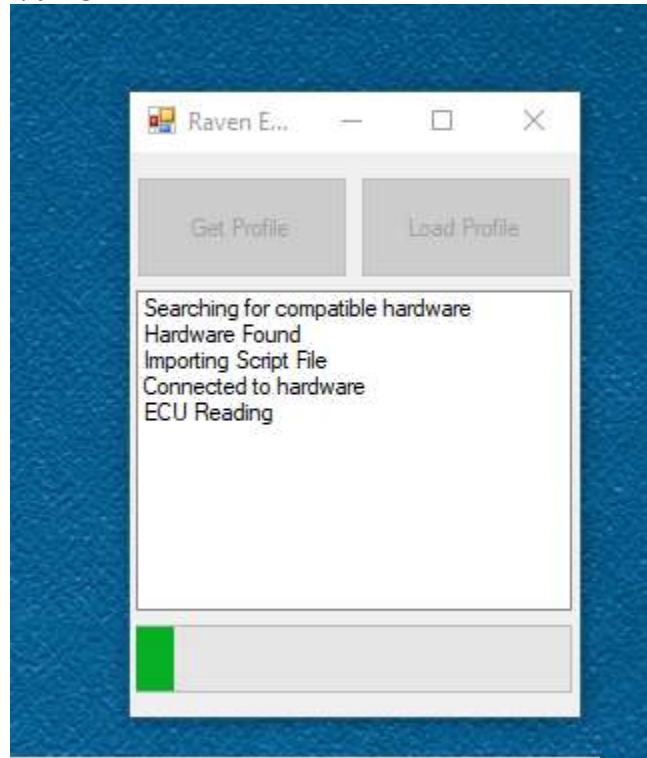 Raven E...
Get Profile
Load Profile
Searching for compatible hardware
Hardware Found
Importing Script File
Connected to hardware
ECU Reading